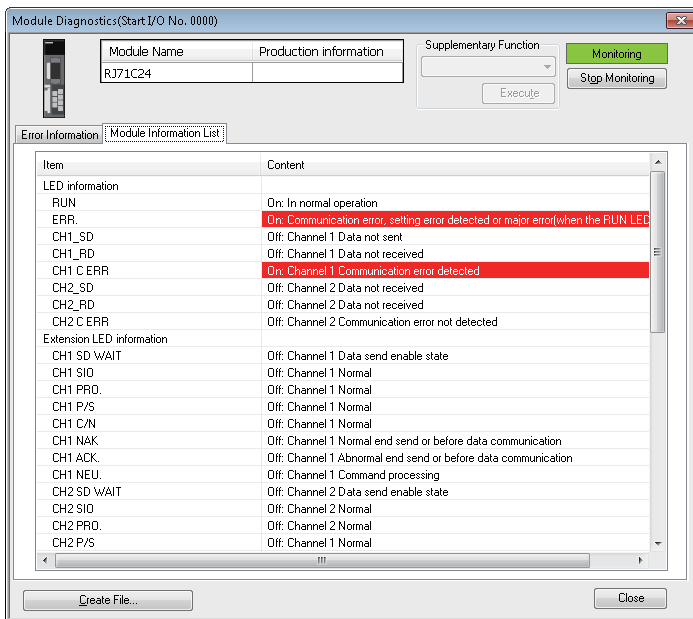 Module Diagnostics(Start I/O No. 0000)
Module Name Production information
RJ71C24
Supplementary Function
Execute
Monitoring
Stop Monitoring
Error Information Module Information List
Item Content
LED information
RUN On: In normal operation
ERR. On: Communication error, setting error detected or major error(when the RUN LED
CH1_SD Off: Channel 1 Data not sent
CH1_RD Off: Channel 1 Data not received
CH1 C ERR On: Channel 1 Communication error detected
CH2_SD Off: Channel 2 Data not received
CH2_RD Off: Channel 2 Data not received
CH2 C ERR Off: Channel 2 Communication error not detected
Extension LED information
CH1 SD WAIT Off: Channel 1 Data send enable state
CH1 SIO Off: Channel 1 Normal
CH1 PRO. Off: Channel 1 Normal
CH1 P/S Off: Channel 1 Normal
CH1 C/N Off: Channel 1 Normal
CH1 NAK Off: Channel 1 Normal end send or before data communication
CH1 ACK. Off: Channel 1 Abnormal end send or before data communication
CH1 NEU. Off: Channel 1 Command processing
CH2 SD WAIT Off: Channel 2 Data send enable state
CH2 SIO Off: Channel 2 Normal
CH2 PRO. Off: Channel 2 Normal
CH2 P/S Off: Channel 1 Normal
Create File... Close